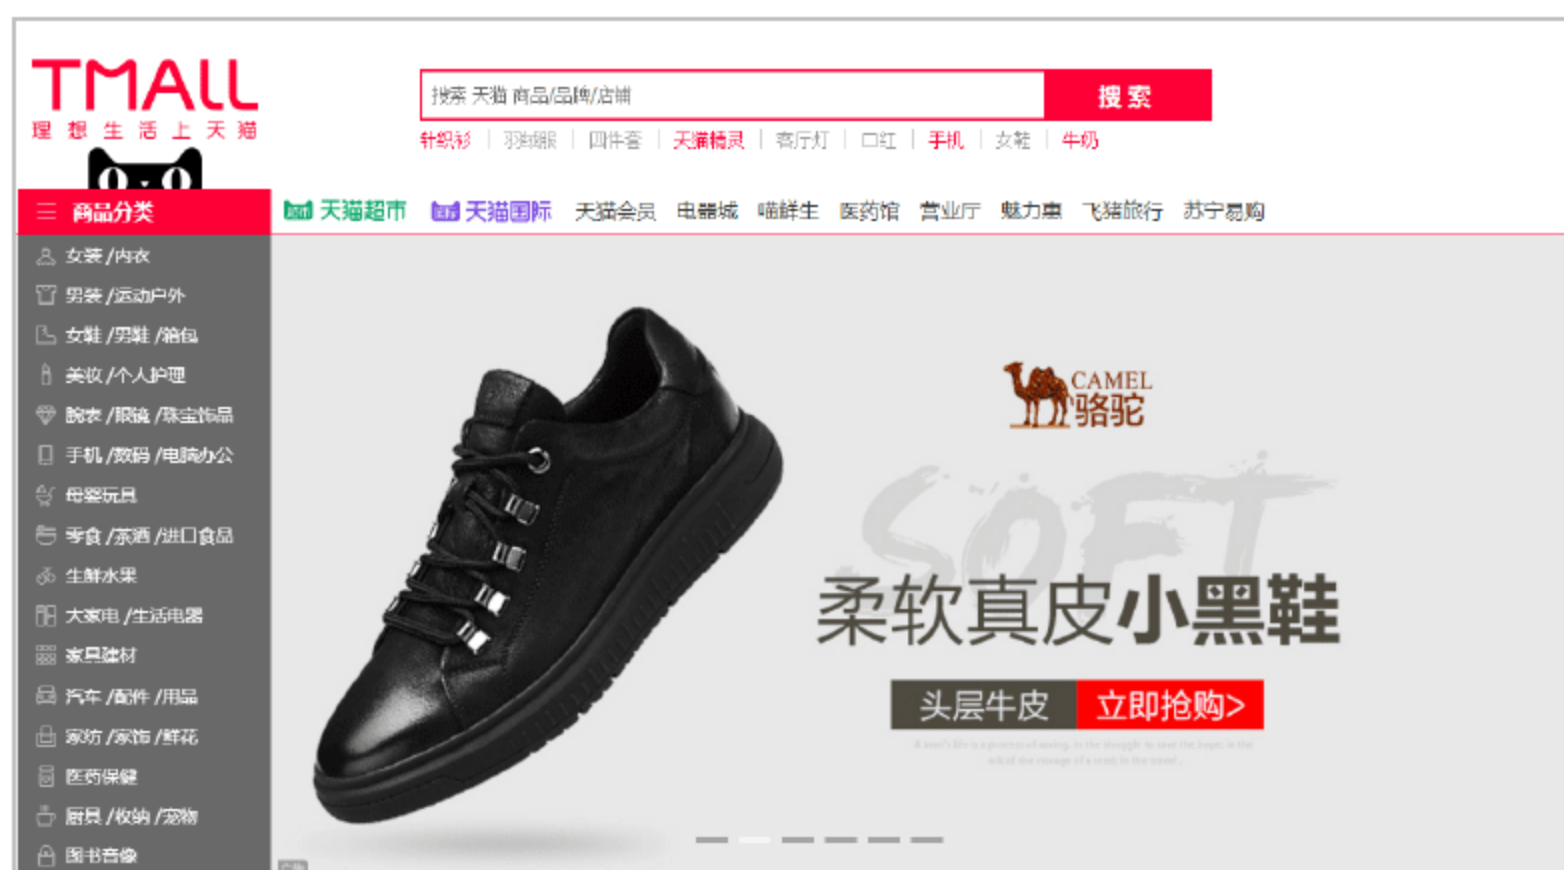 TMALL
理想生活上天猫
搜索 天猫 商品/品牌/店铺
搜索
针织衫 羽绒服 四件套 天猫精灵 客厅灯 口红 手机 女鞋 牛奶
商品分类
天猫超市 天猫国际 天猫会员 电器城 喵鲜生 医药馆 营业厅 魅力惠 飞猪旅行 苏宁易购
女装 /内衣
男装 /运动户外
女鞋 /男鞋 /箱包
美妆 /个人护理
腕表 /眼镜 /珠宝饰品
手机 /数码 /电脑办公
母婴玩具
零食 /茶酒 /进口食品
生鲜水果
大家电 /生活电器
家具建材
汽车 /配件 /用品
家纺 /家饰 /鲜花
医药保健
厨具 /收纳 /宠物
图书音像
CAMEL
骆驼
SOFT
柔软真皮小黑鞋
头层牛皮 立即抢购>